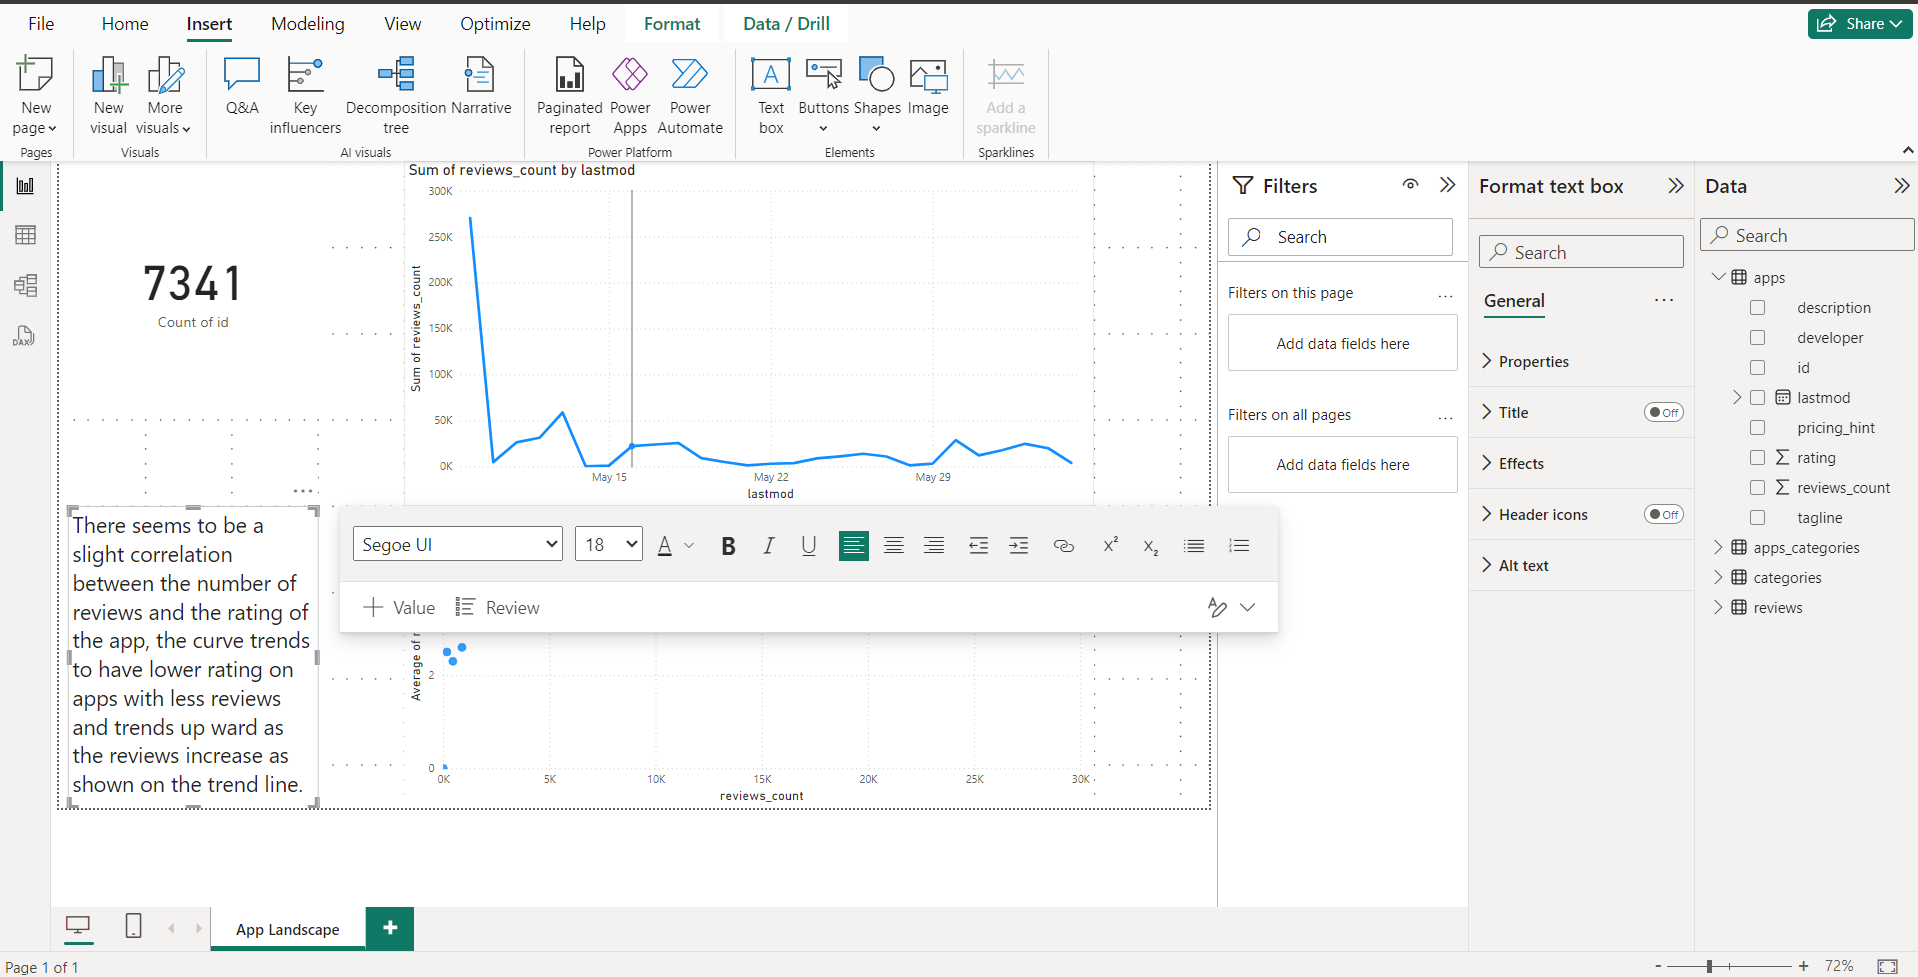 File Home Insert Modeling View Optimize Help Format Data / Drill Share
New page
New visual
More visuals
Q&A
Key influencers
Decomposition tree
Narrative
Paginated report
Power Apps
Power Automate
Text box
Buttons
Shapes
Image
Add a sparkline
Pages Visuals AI visuals Power Platform Elements Sparklines
DAX
7341
Count of id
Sum of reviews_count by lastmod
Sum of reviews_count
300K
250K
200K
150K
100K
50K
0K
May 15 May 22 May 29
lastmod
There seems to be a
slight correlation
between the number of
reviews and the rating of
the app, the curve trends
to have lower rating on
apps with less reviews
and trends up ward as
the reviews increase as
shown on the trend line.
Segoe UI 18 A B I U x² x₂
Value Review
Average of
2
0
0K 5K 10K 15K 20K 25K 30K
reviews_count
Filters
Search
Filters on this page ...
Add data fields here
Filters on all pages ...
Add data fields here
Format text box
Search
General ...
Properties
Title Off
Effects
Header icons Off
Alt text
Data
Search
apps
description
developer
id
lastmod
pricing_hint
rating
reviews_count
tagline
apps_categories
categories
reviews
App Landscape +
Page 1 of 1
- + 72%